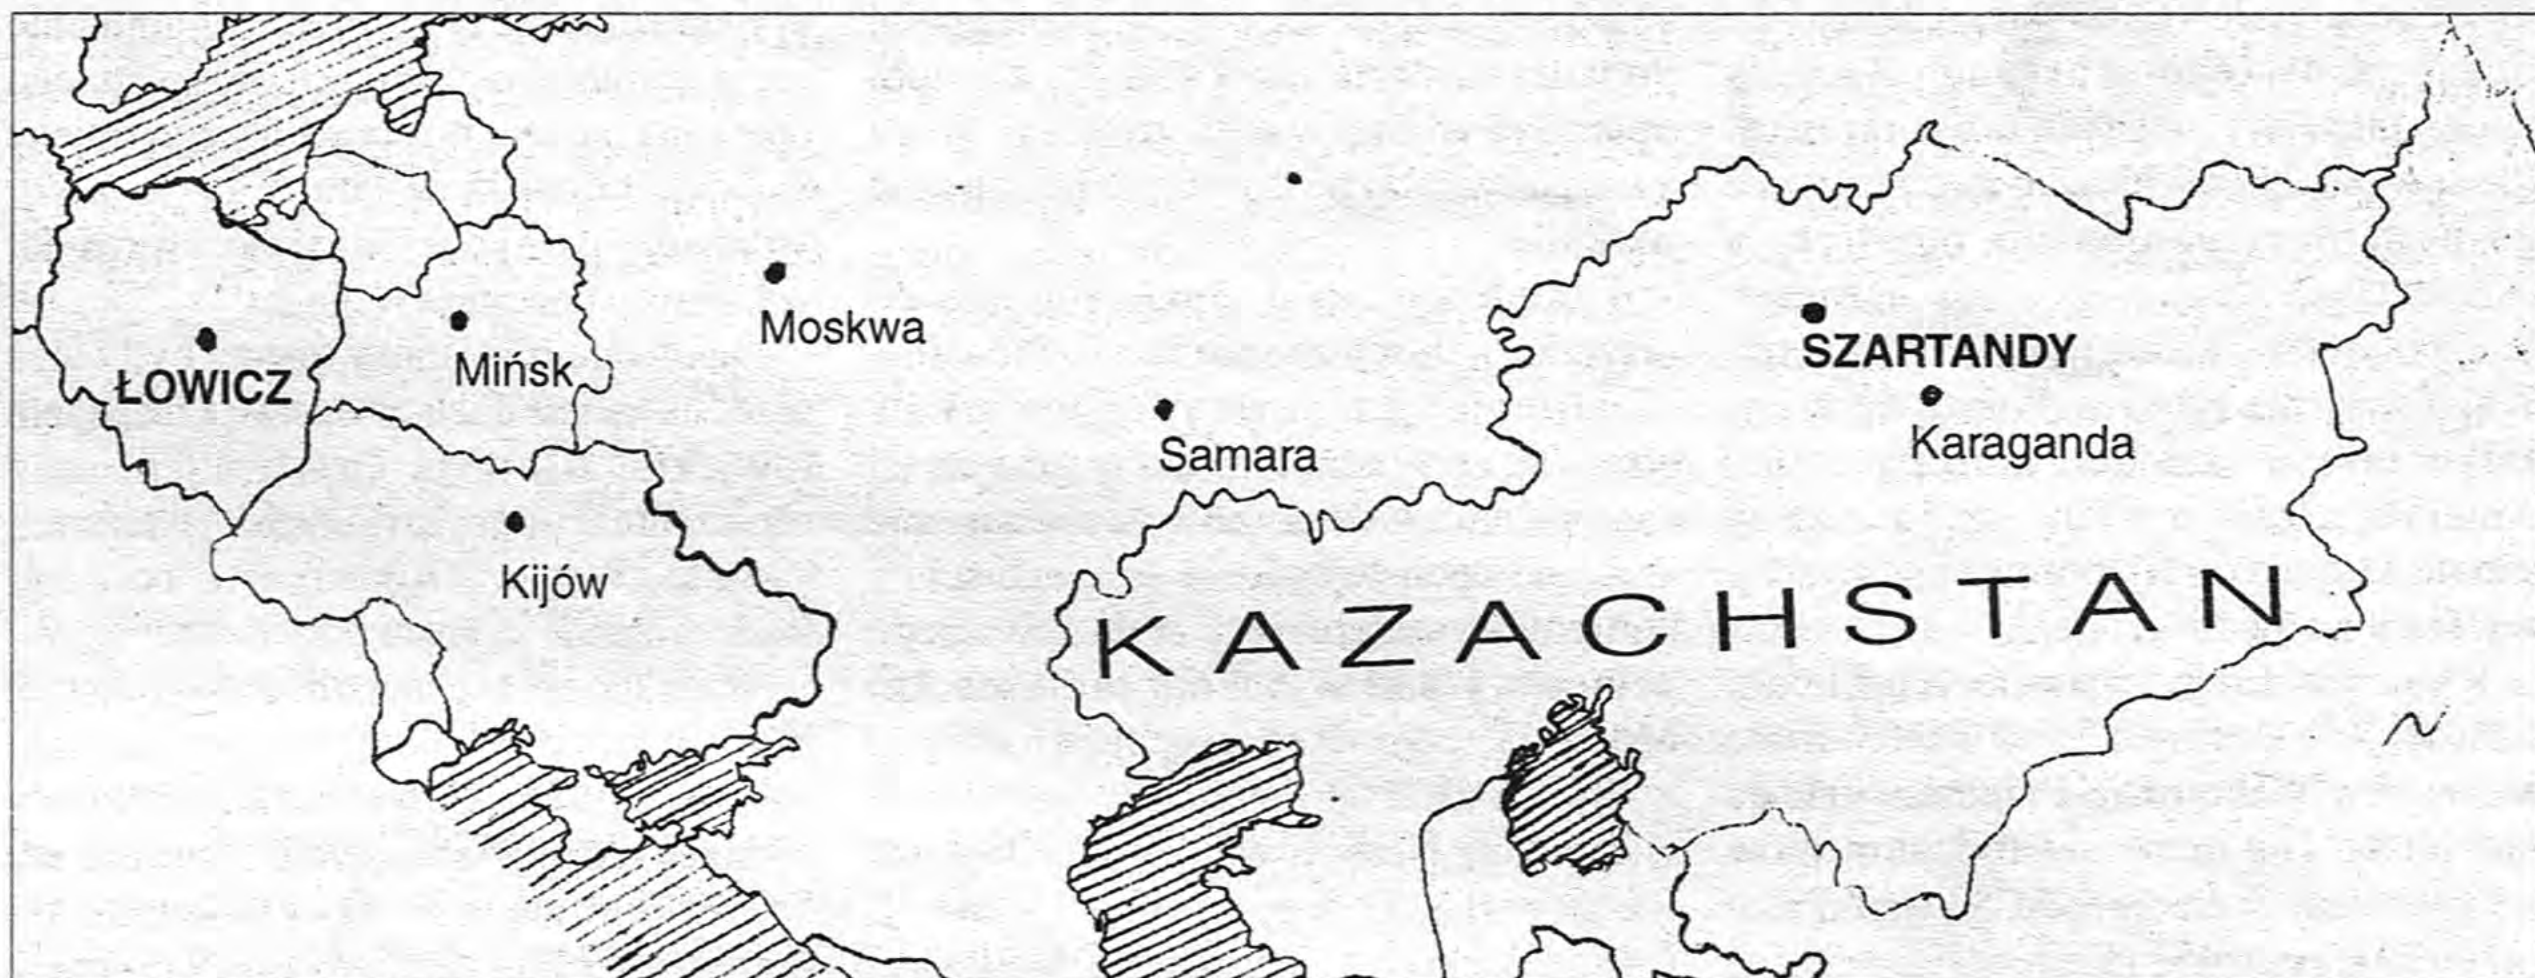 Moskwa
SZARTANDY
Mińsk
ŁOWICZ
Karaganda
Samara
Kijów
KAZACHSTAN